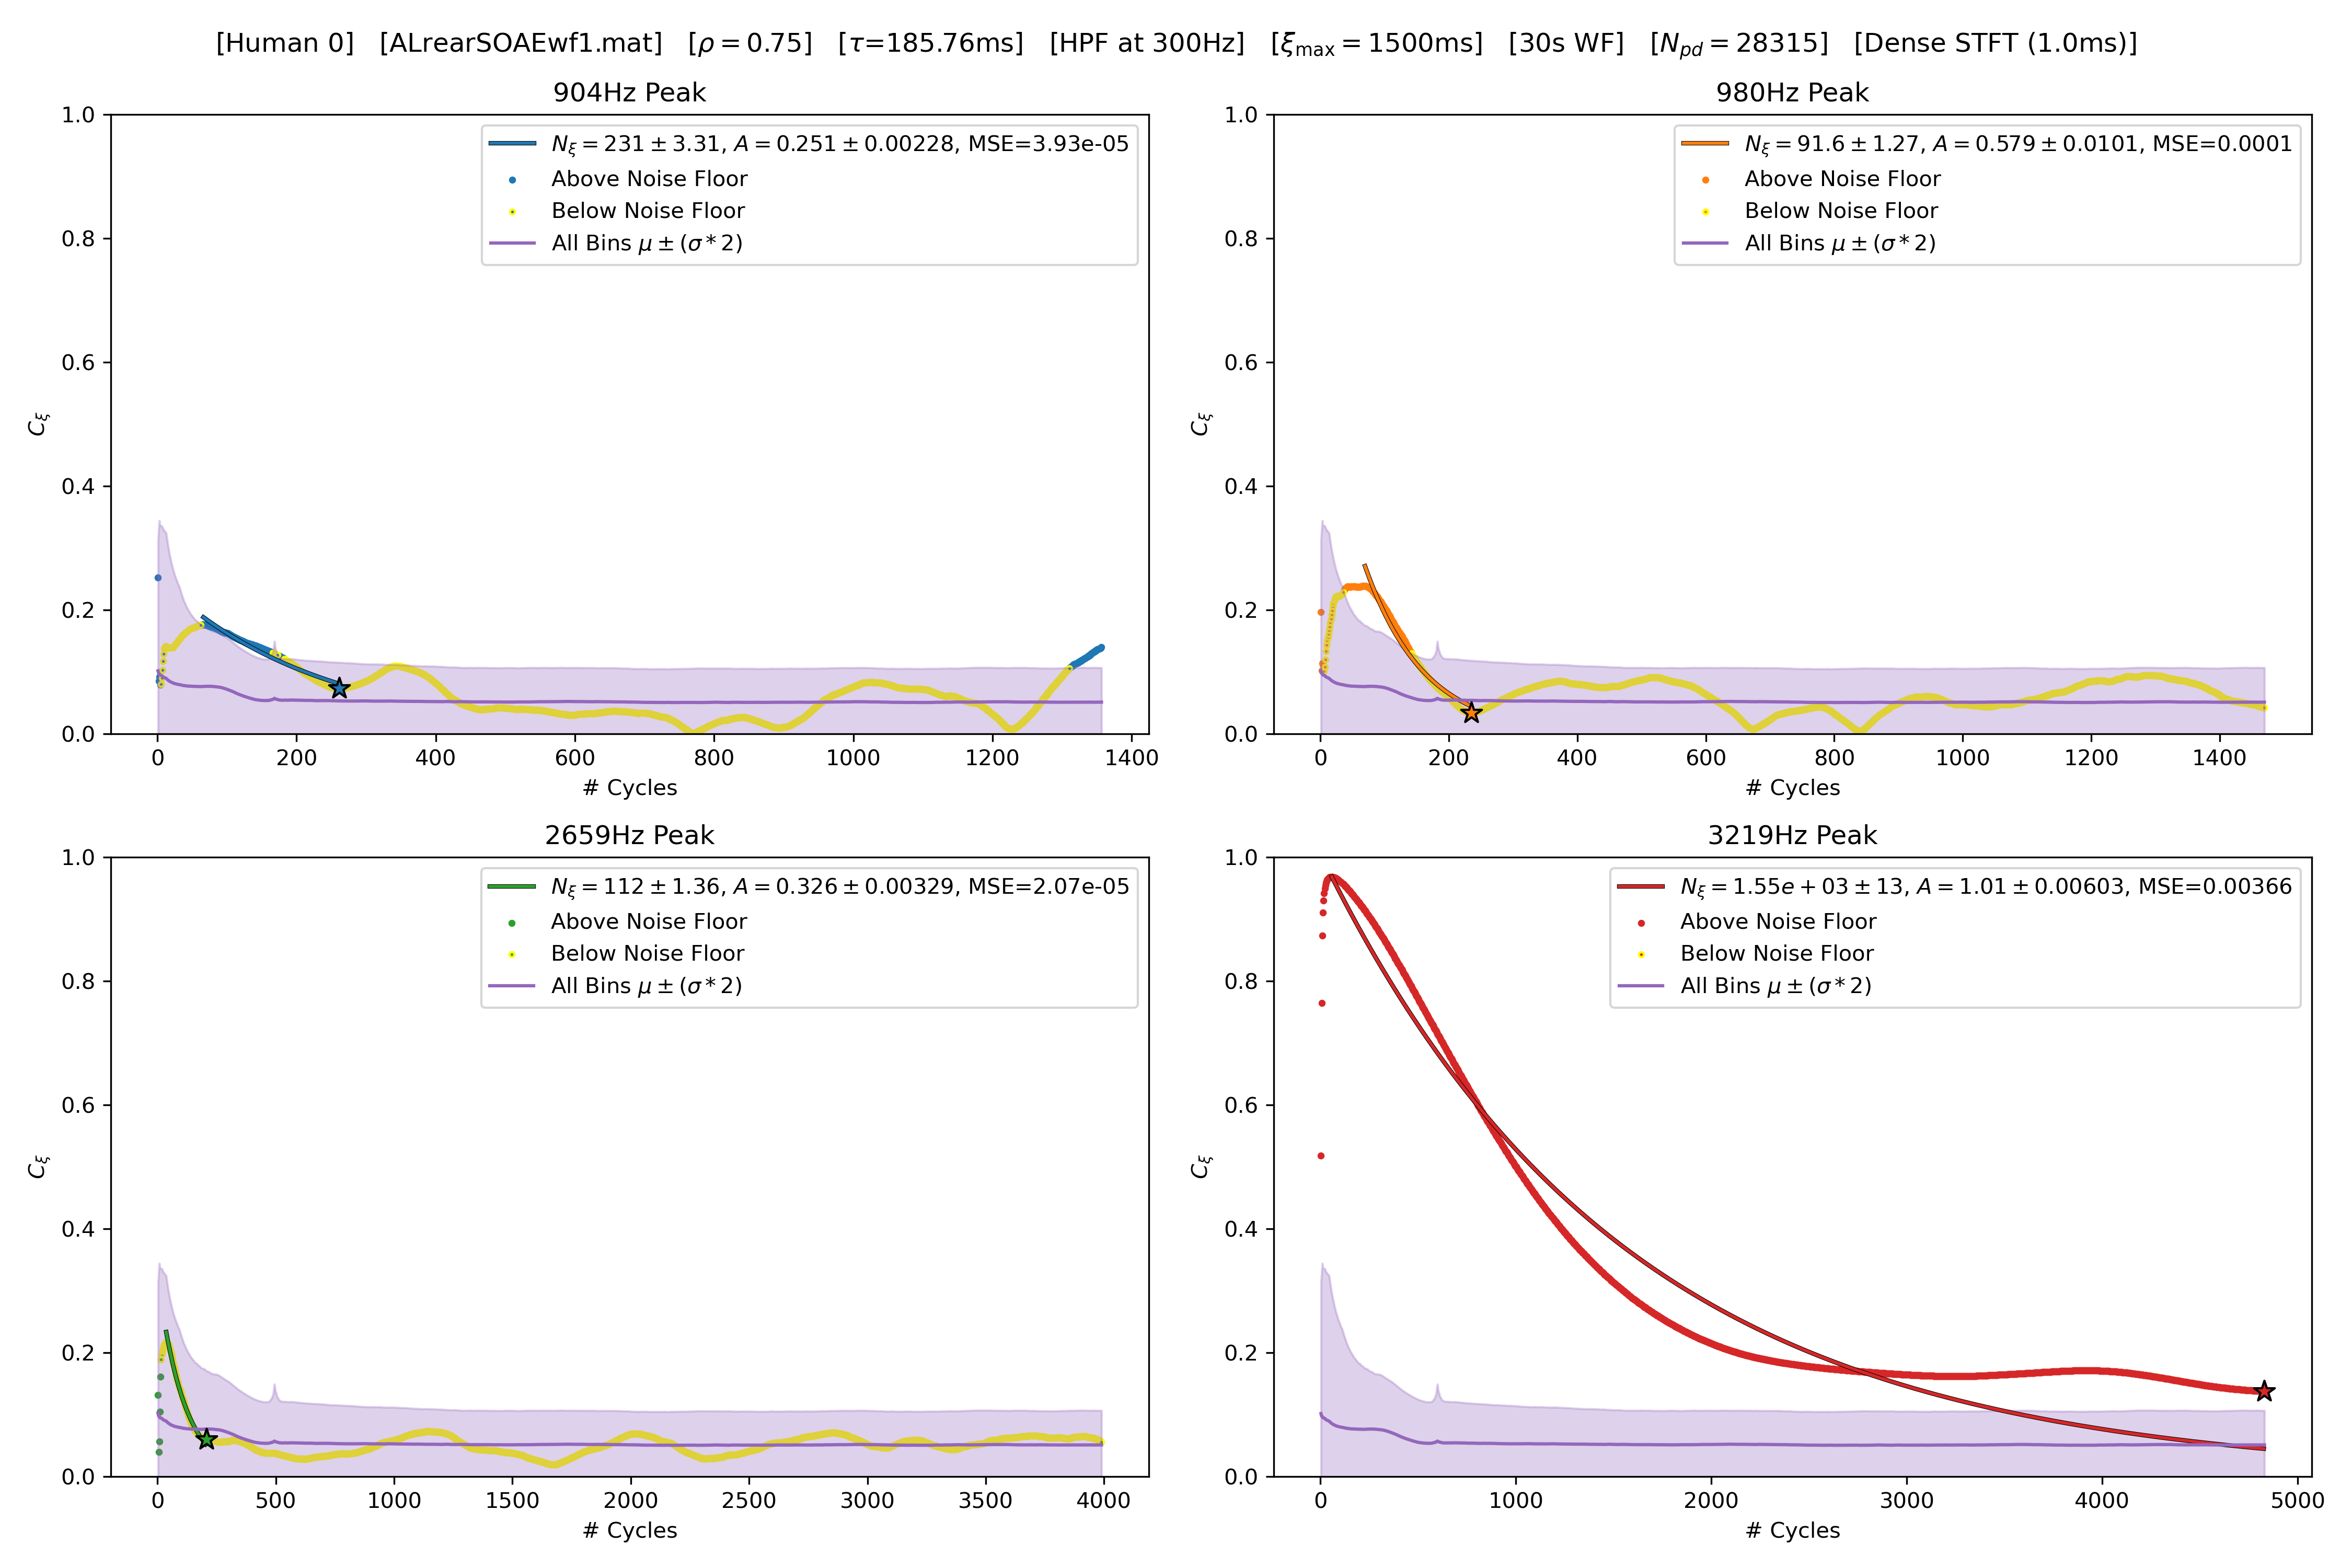 [Human 0] [ALrearSOAEwf1.mat] [ρ = 0.75] [τ=185.76ms] [HPF at 300Hz] [ξmax = 1500ms] [30s WF] [Npd = 28315] [Dense STFT (1.0ms)]
904Hz Peak
Nξ = 231 ± 3.31, A = 0.251 ± 0.00228, MSE=3.93e-05
Above Noise Floor
Below Noise Floor
All Bins μ ± (σ * 2)
1.0
0.8
0.6
0.4
0.2
0.0
Cξ
0 200 400 600 800 1000 1200 1400
# Cycles
980Hz Peak
Nξ = 91.6 ± 1.27, A = 0.579 ± 0.0101, MSE=0.0001
Above Noise Floor
Below Noise Floor
All Bins μ ± (σ * 2)
1.0
0.8
0.6
0.4
0.2
0.0
Cξ
0 200 400 600 800 1000 1200 1400
# Cycles
2659Hz Peak
Nξ = 112 ± 1.36, A = 0.326 ± 0.00329, MSE=2.07e-05
Above Noise Floor
Below Noise Floor
All Bins μ ± (σ * 2)
1.0
0.8
0.6
0.4
0.2
0.0
Cξ
0 500 1000 1500 2000 2500 3000 3500 4000
# Cycles
3219Hz Peak
Nξ = 1.55e + 03 ± 13, A = 1.01 ± 0.00603, MSE=0.00366
Above Noise Floor
Below Noise Floor
All Bins μ ± (σ * 2)
1.0
0.8
0.6
0.4
0.2
0.0
Cξ
0 1000 2000 3000 4000 5000
# Cycles